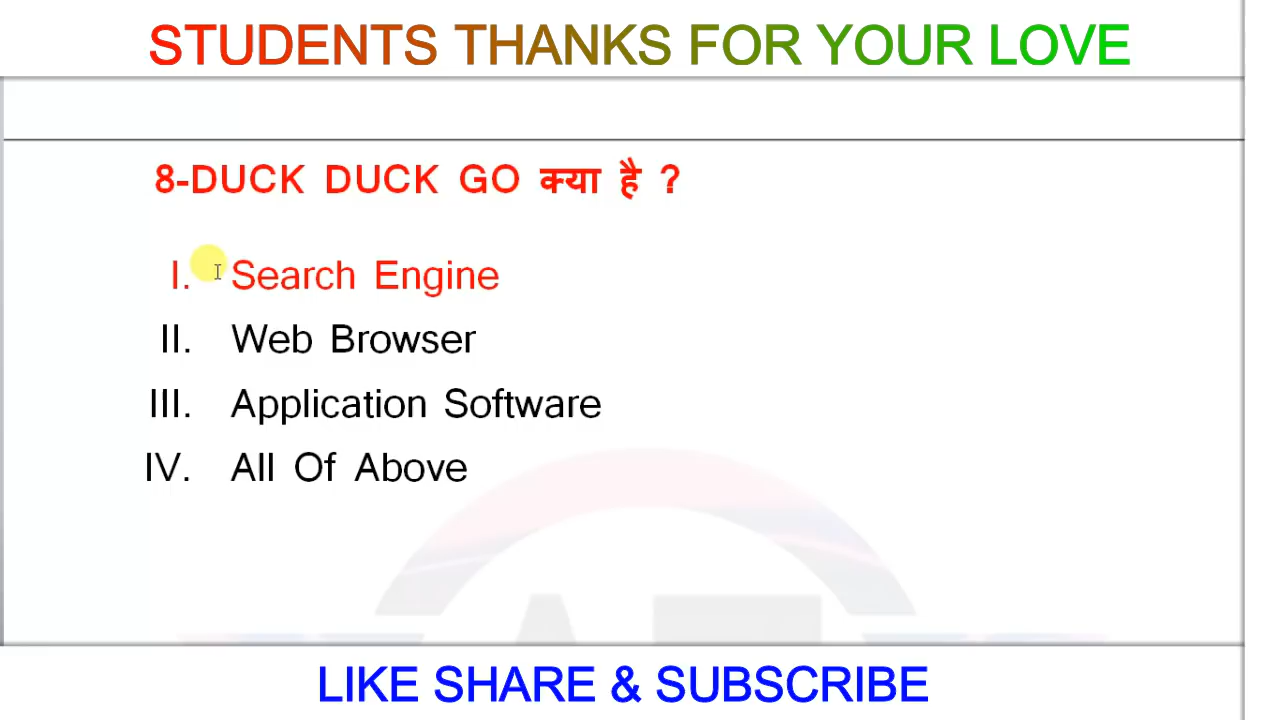 STUDENTS THANKS FOR YOUR LOVE
8-DUCK DUCK GO क्या है ?
I. Search Engine
II. Web Browser
III. Application Software
IV. All Of Above
LIKE SHARE & SUBSCRIBE